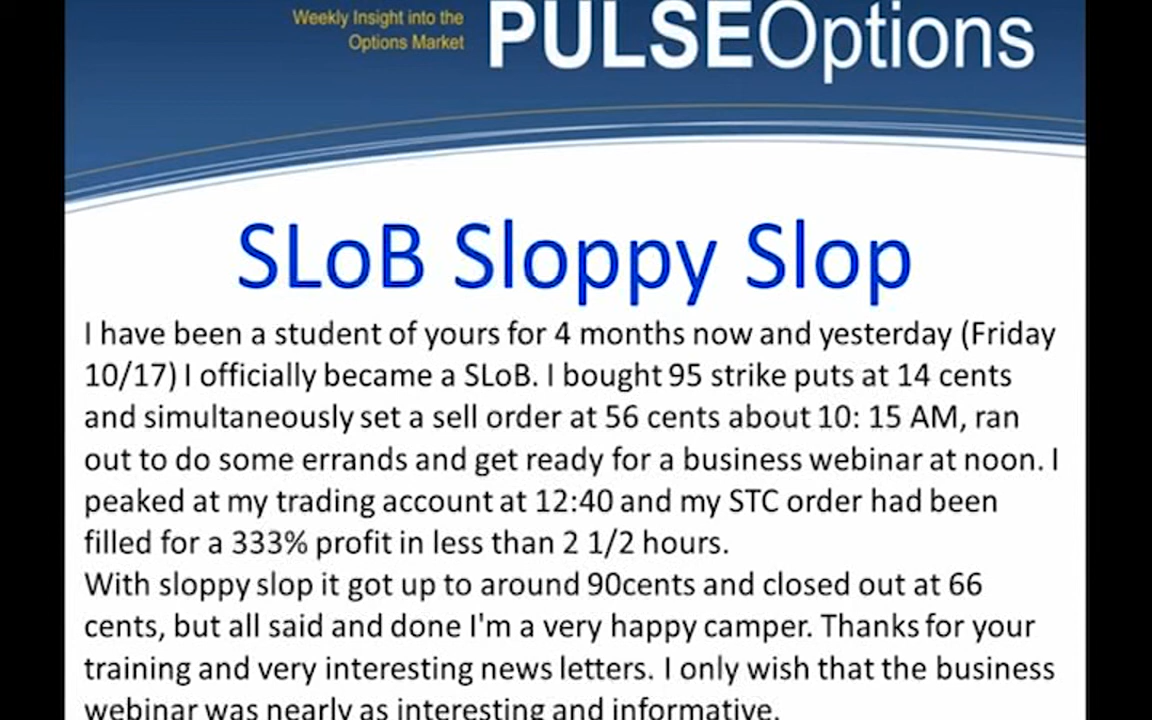 Weekly Insight into the
Options Market
PULSEOptions
SLoB Sloppy Slop
I have been a student of yours for 4 months now and yesterday (Friday
10/17) I officially became a SLoB. I bought 95 strike puts at 14 cents
and simultaneously set a sell order at 56 cents about 10: 15 AM, ran
out to do some errands and get ready for a business webinar at noon. I
peaked at my trading account at 12:40 and my STC order had been
filled for a 333% profit in less than 2 1/2 hours.
With sloppy slop it got up to around 90cents and closed out at 66
cents, but all said and done I'm a very happy camper. Thanks for your
training and very interesting news letters. I only wish that the business
webinar was nearly as interesting and informative.